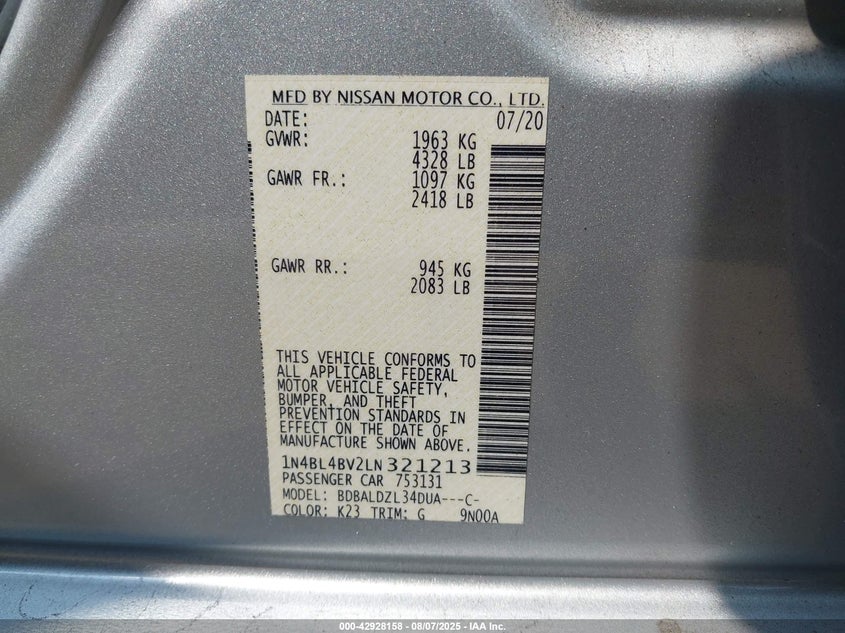 MFD BY NISSAN MOTOR CO., LTD.
DATE: 07/20
GVWR: 1963 KG
4328 LB
GAWR FR.: 1097 KG
2418 LB
GAWR RR.: 945 KG
2083 LB
THIS VEHICLE CONFORMS TO
ALL APPLICABLE FEDERAL
MOTOR VEHICLE SAFETY,
BUMPER, AND THEFT
PREVENTION STANDARDS IN
EFFECT ON THE DATE OF
MANUFACTURE SHOWN ABOVE.
1N4BL4BV2LN321213
PASSENGER CAR 753131
MODEL: BDBALDZL34DUA---C-
COLOR: K23 TRIM: G 9N00A
000-42928158 - 08/07/2025 - IAA Inc.